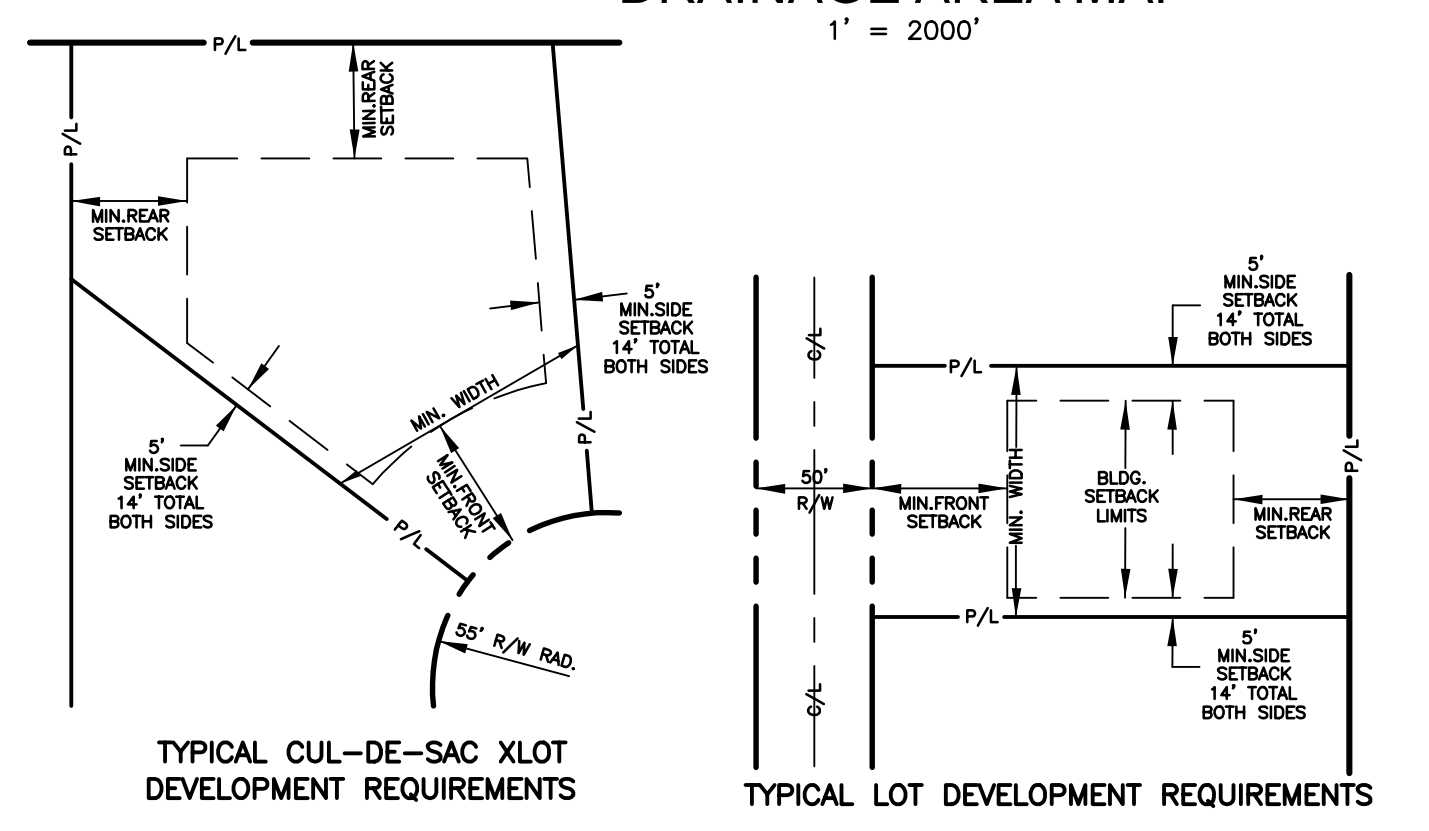 DRAINAGE AREA MAP
1' = 2000'
P/L
P/L
MIN.REAR
SETBACK
MIN.REAR
SETBACK
5'
MIN.SIDE
SETBACK
14' TOTAL
BOTH SIDES
MIN. WIDTH
P/L
5'
MIN.SIDE
SETBACK
14' TOTAL
BOTH SIDES
MIN.FRONT
SETBACK
P/L
55' R/W RAD.
TYPICAL CUL-DE-SAC XLOT
DEVELOPMENT REQUIREMENTS
5'
MIN.SIDE
SETBACK
14' TOTAL
BOTH SIDES
C/L
P/L
P/L
50'
R/W
MIN.FRONT
SETBACK
MIN. WIDTH
BLDG.
SETBACK
LIMITS
MIN.REAR
SETBACK
P/L
5'
MIN.SIDE
SETBACK
14' TOTAL
BOTH SIDES
C/L
TYPICAL LOT DEVELOPMENT REQUIREMENTS